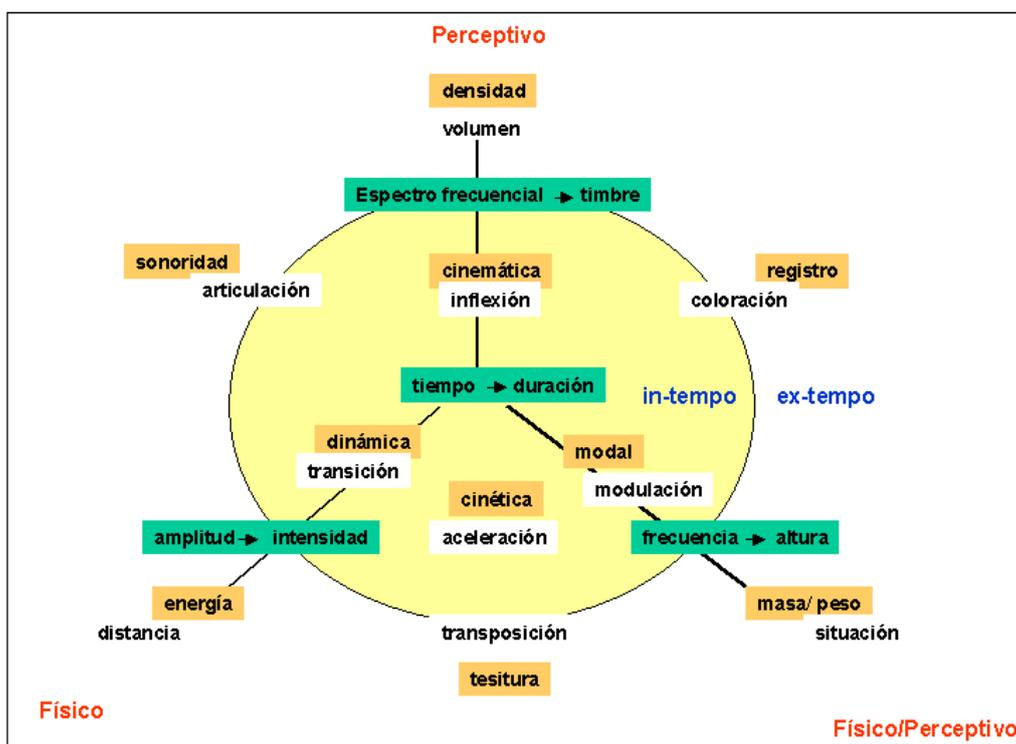 Perceptivo
densidad
volumen
Espectro frecuencial → timbre
sonoridad
articulación
cinemática
inflexión
registro
coloración
tiempo → duración
in-tempo
ex-tempo
dinámica
transición
modal
modulación
cinética
aceleración
amplitud → intensidad
frecuencia → altura
energía
distancia
transposición
masa/ peso
situación
tesitura
Físico
Físico/Perceptivo